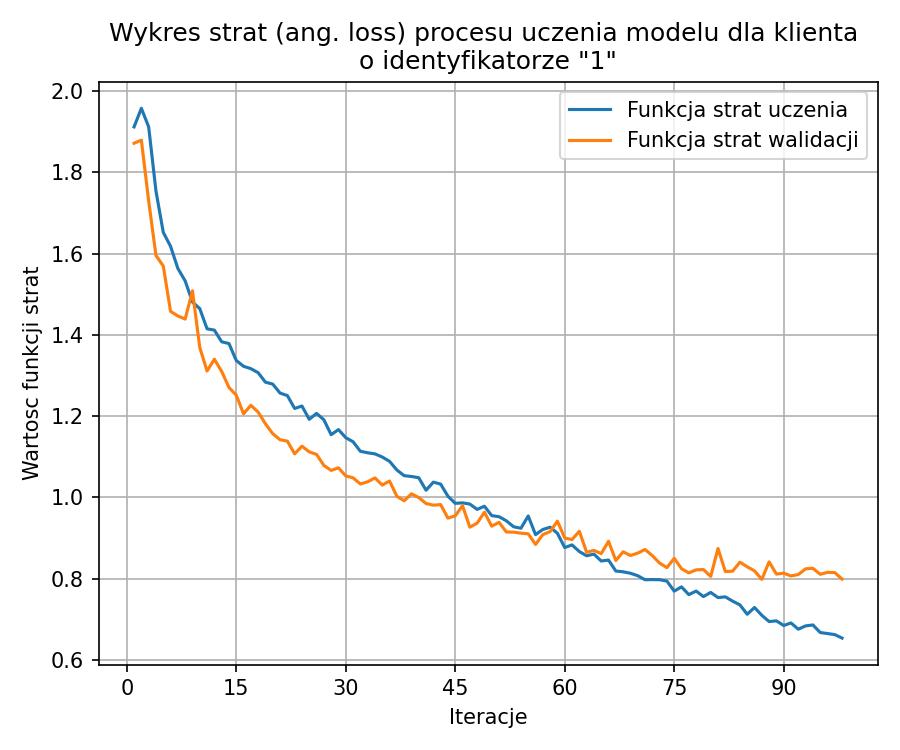 Wykres strat (ang. loss) procesu uczenia modelu dla klienta
o identyfikatorze "1"
Funkcja strat uczenia
Funkcja strat walidacji
Wartosc funkcji strat
2.0
1.8
1.6
1.4
1.2
1.0
0.8
0.6
0 15 30 45 60 75 90
Iteracje